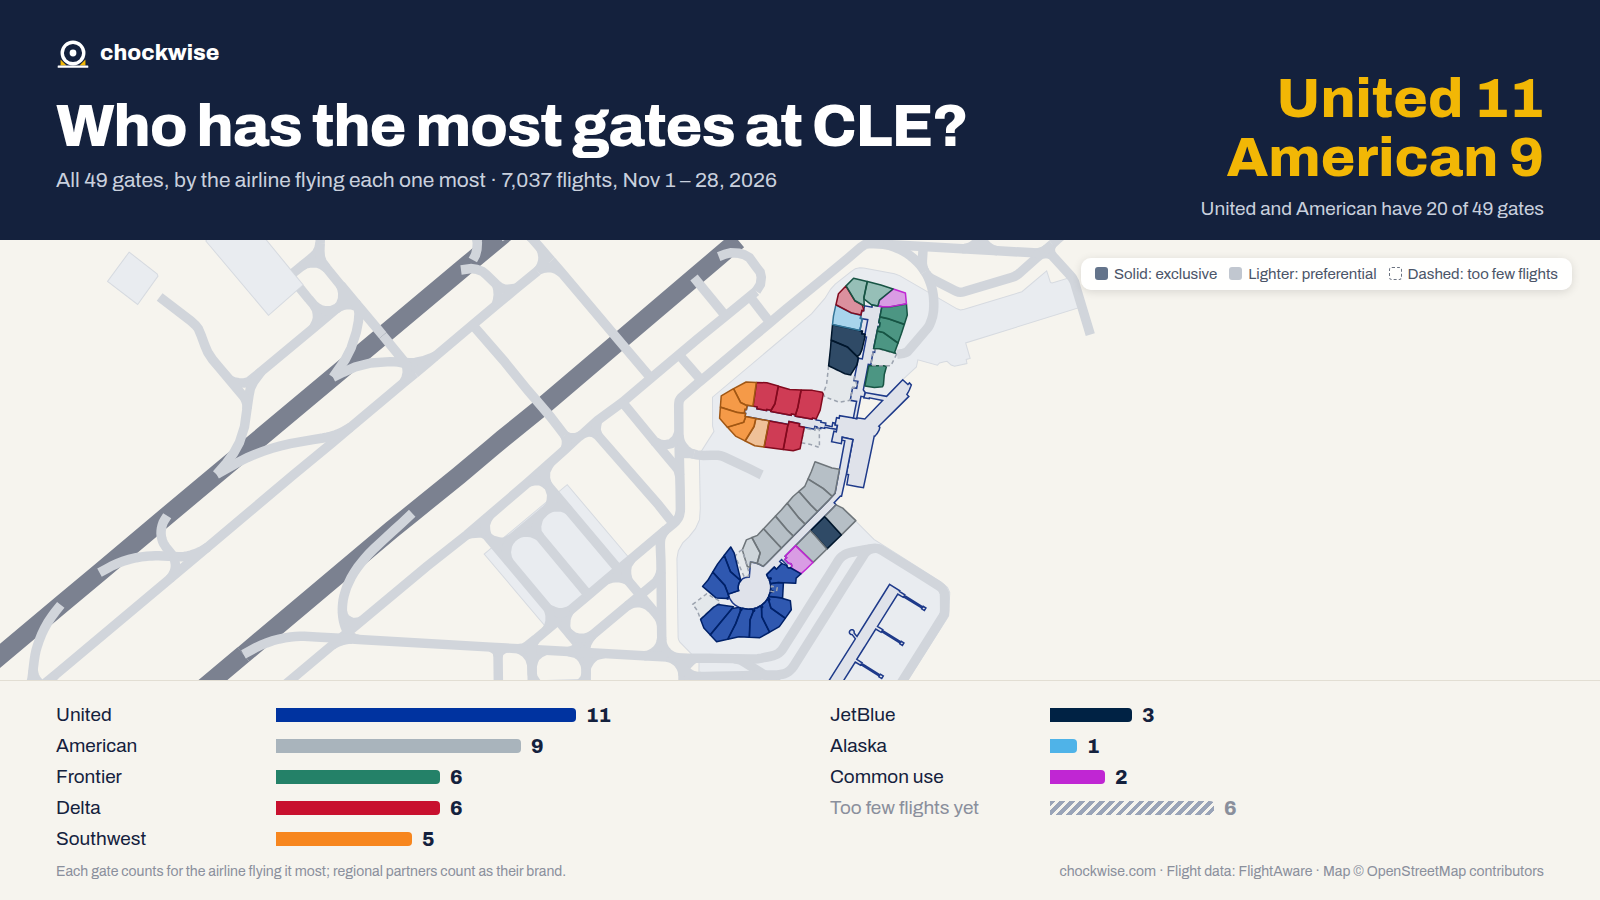 chockwise
Who has the most gates at CLE?
All 49 gates, by the airline flying each one most · 7,037 flights, Nov 1 – 28, 2026
United 11
American 9
United and American have 20 of 49 gates
Solid: exclusive
Lighter: preferential
Dashed: too few flights
United 11
American 9
Frontier 6
Delta 6
Southwest 5
JetBlue 3
Alaska 1
Common use 2
Too few flights yet 6
Each gate counts for the airline flying it most; regional partners count as their brand.
chockwise.com · Flight data: FlightAware · Map © OpenStreetMap contributors